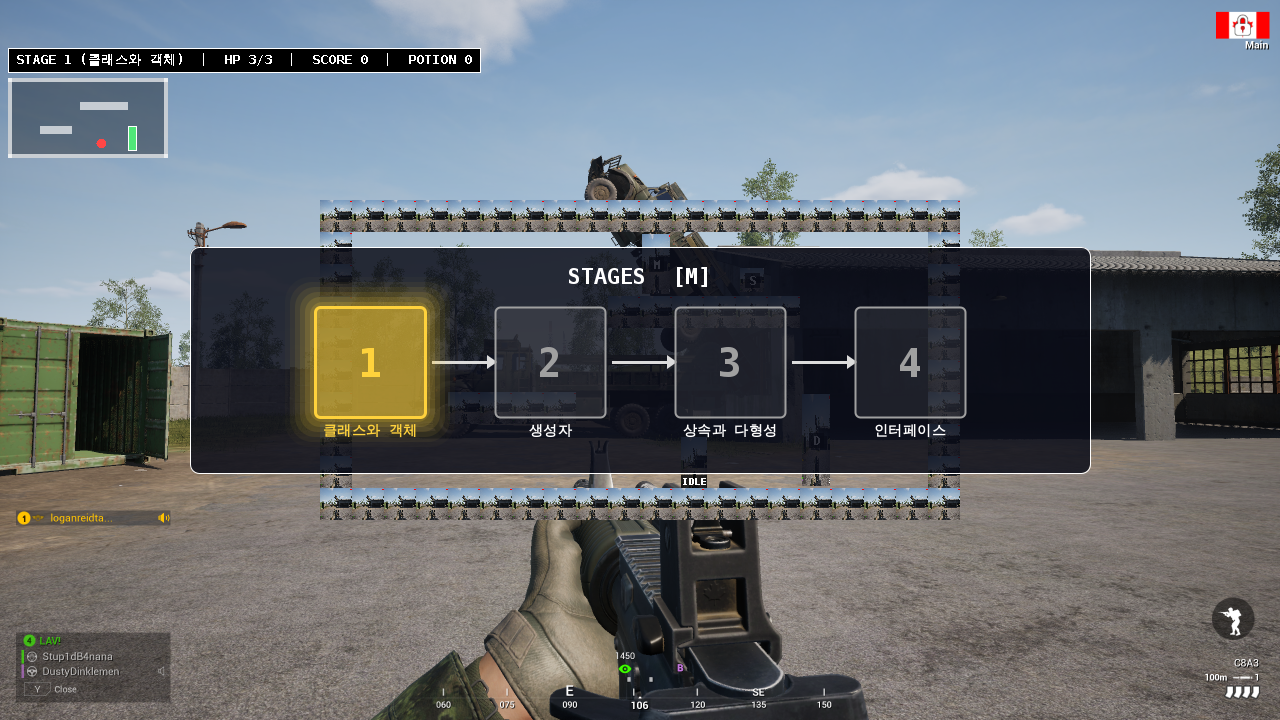 STAGE 1 (클래스와 객체) | HP 3/3 | SCORE 0 | POTION 0
Main
M
S
STAGES [M]
1
2
3
4
클래스와 객체
생성자
상속과 다형성
인터페이스
D
IDLE
1 loganreidta...
4 LAV!
Stup1dB4nana
DustyDinklemen
Y Close
1450
B
E
SE
060
075
090
106
120
135
150
C8A3
100m
1